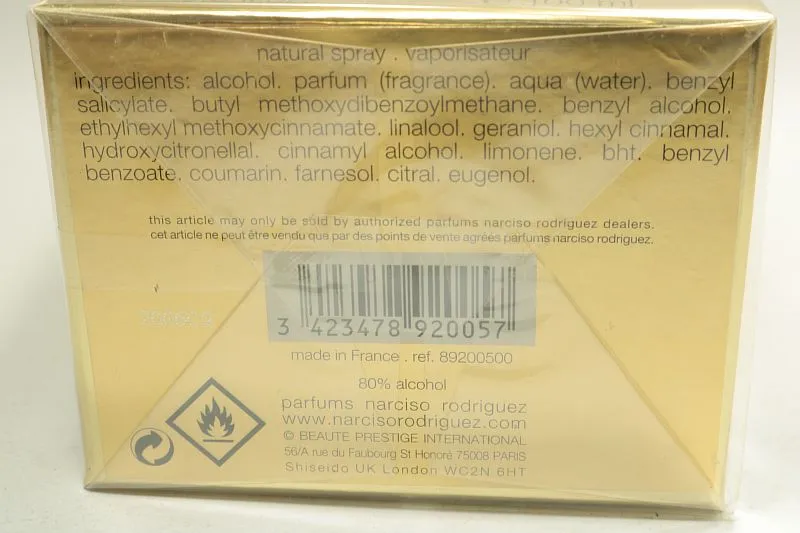 natural spray . vaporisateur
ingredients: alcohol. parfum (fragrance). aqua (water). benzyl
salicylate. butyl methoxydibenzoylmethane. benzyl alcohol.
ethylhexyl methoxycinnamate. linalool. geraniol. hexyl cinnamal.
hydroxycitronellal. cinnamyl alcohol. limonene. bht. benzyl
benzoate. coumarin. farnesol. citral. eugenol.
this article may only be sold by authorized parfums narciso rodriguez dealers.
cet article ne peut être vendu que par des points de vente agréés parfums narciso rodriguez.
3 423478 920057
made in France . ref. 89200500
80% alcohol
parfums narciso rodriguez
www.narcisorodriguez.com
© BEAUTE PRESTIGE INTERNATIONAL
56/A rue du Faubourg St Honoré 75008 PARIS
Shiseido UK London WC2N 6HT